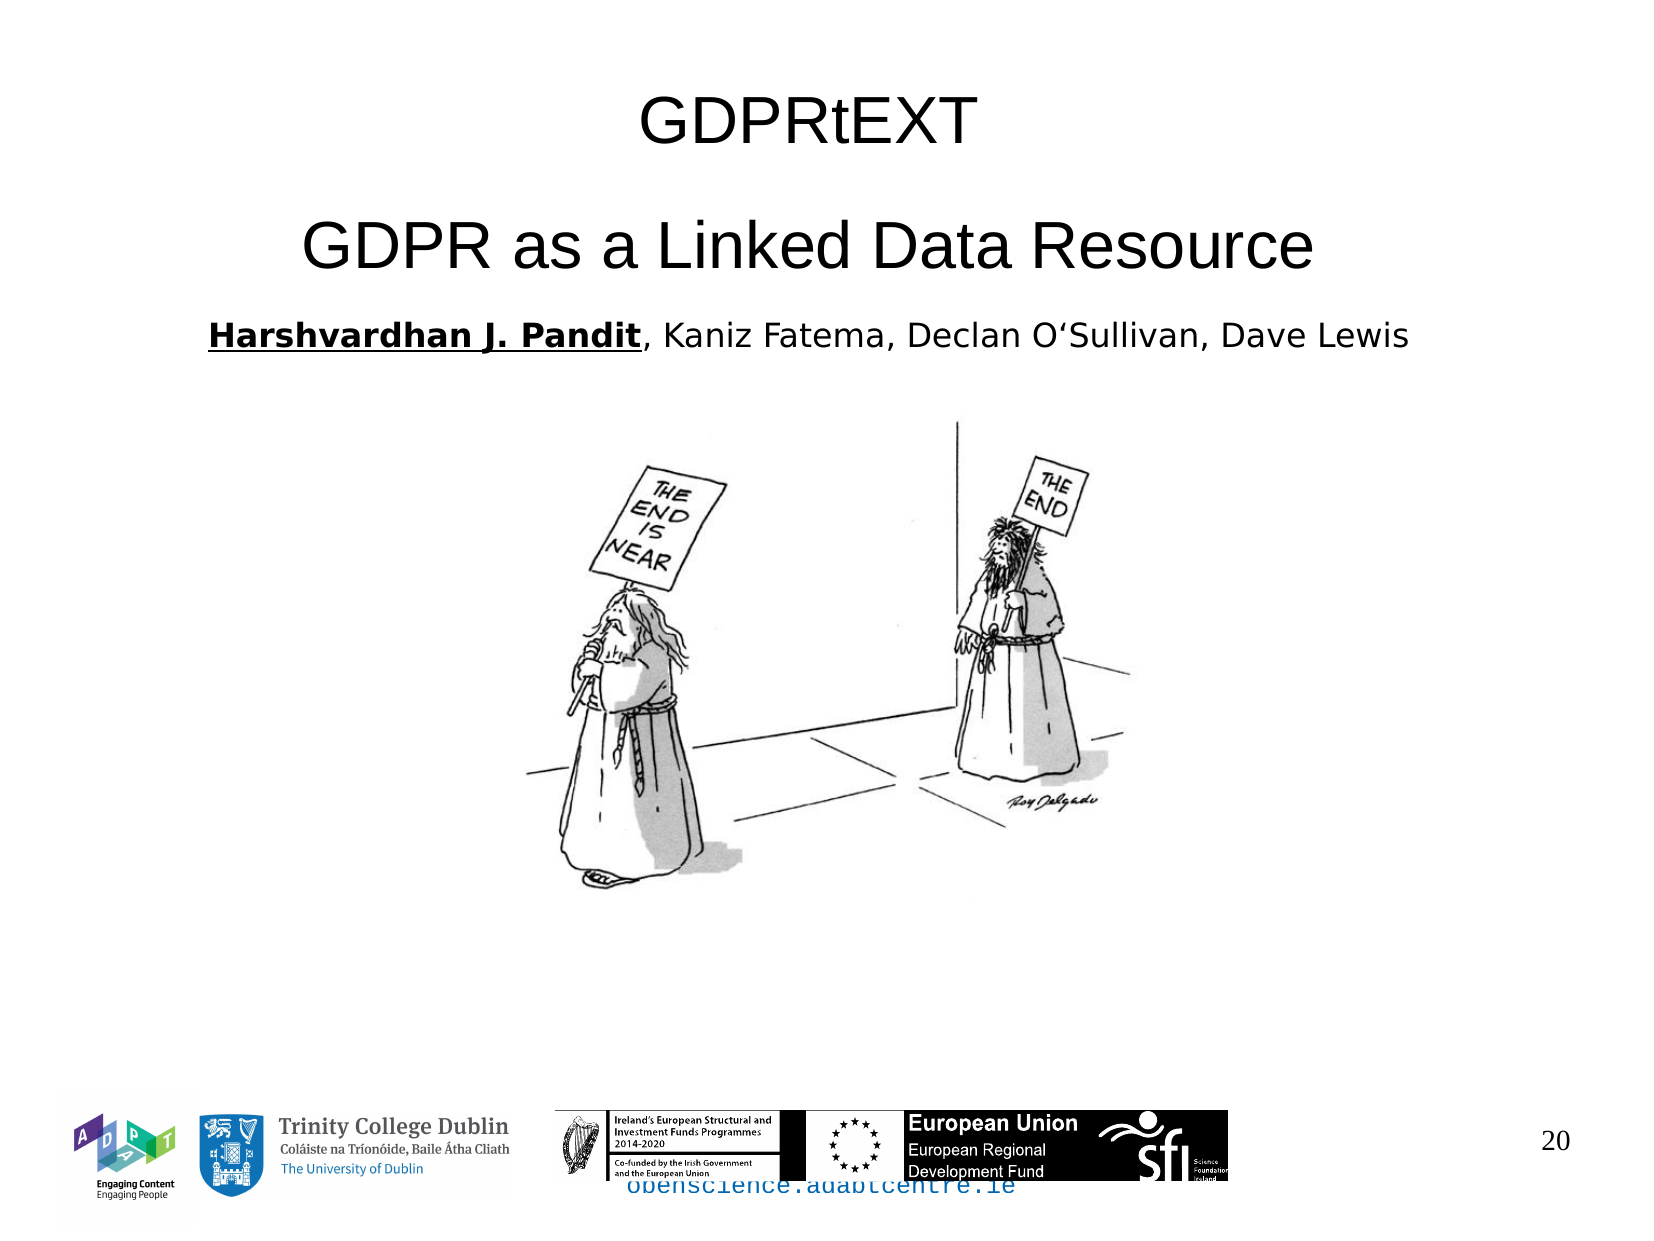 GDPRtEXT
GDPR as a Linked Data Resource
Harshvardhan J. Pandit, Kaniz Fatema, Declan O‘Sullivan, Dave Lewis
THE
END
IS
NEAR
THE
END
Roy Delgado
ADAPT
Engaging Content
Engaging People
Trinity College Dublin
Coláiste na Tríonóide, Baile Átha Cliath
The University of Dublin
Ireland's European Structural and
Investment Funds Programmes
2014-2020
Co-funded by the Irish Government
and the European Union
European Union
European Regional
Development Fund
sfi
Science
Foundation
Ireland
openscience.adaptcentre.ie
20